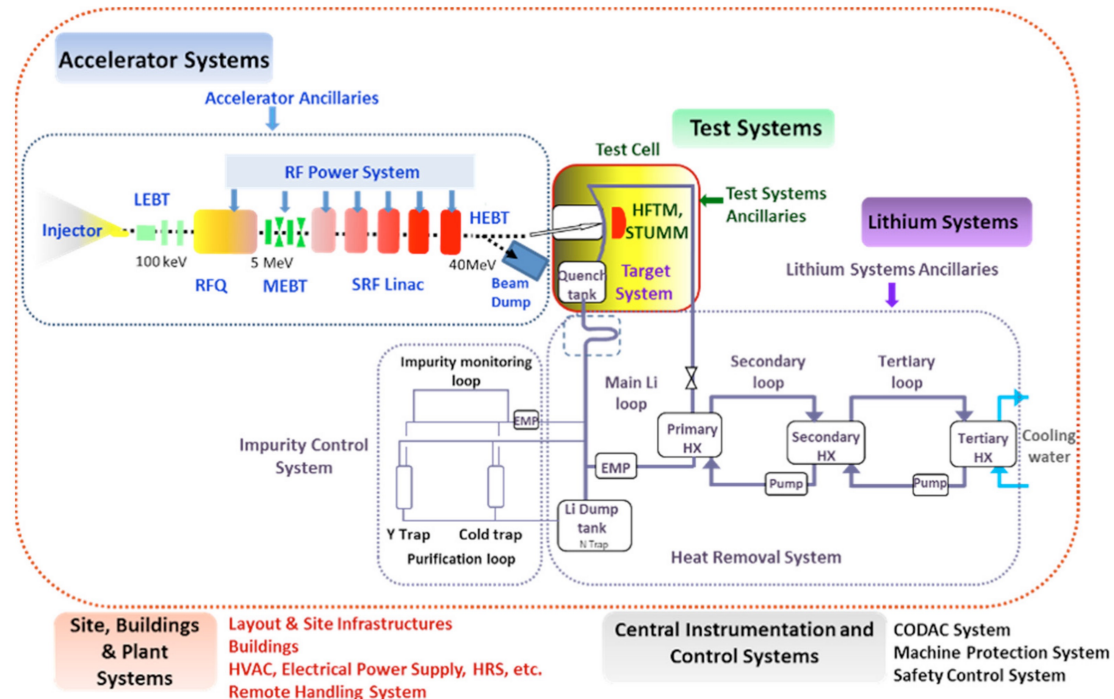 Accelerator Systems
Accelerator Ancillaries
Test Systems
Test Cell
RF Power System
LEBT
Injector
HEBT
HFTM,
STUMM
Test Systems
Ancillaries
Lithium Systems
100 keV
5 MeV
40MeV
RFQ
MEBT
SRF Linac
Beam
Dump
Quench
tank
Target
System
Lithium Systems Ancillaries
Impurity monitoring
loop
Main Li
loop
Secondary
loop
Tertiary
loop
EMP
Impurity Control
System
Primary
HX
Secondary
HX
Tertiary
HX
Cooling
water
EMP
Pump
Pump
Li Dump
tank
N Trap
Y Trap
Cold trap
Purification loop
Heat Removal System
Site, Buildings
& Plant
Systems
Layout & Site Infrastructures
Buildings
HVAC, Electrical Power Supply, HRS, etc.
Remote Handling System
Central Instrumentation and
Control Systems
CODAC System
Machine Protection System
Safety Control System